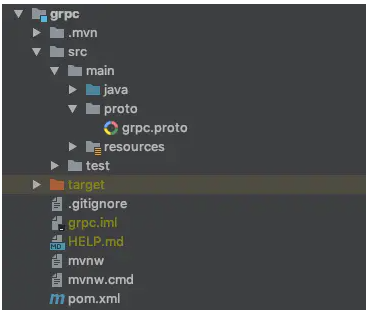 grpc
.mvn
src
main
java
proto
grpc.proto
resources
test
target
.gitignore
grpc.iml
HELP.md
mvnw
mvnw.cmd
pom.xml